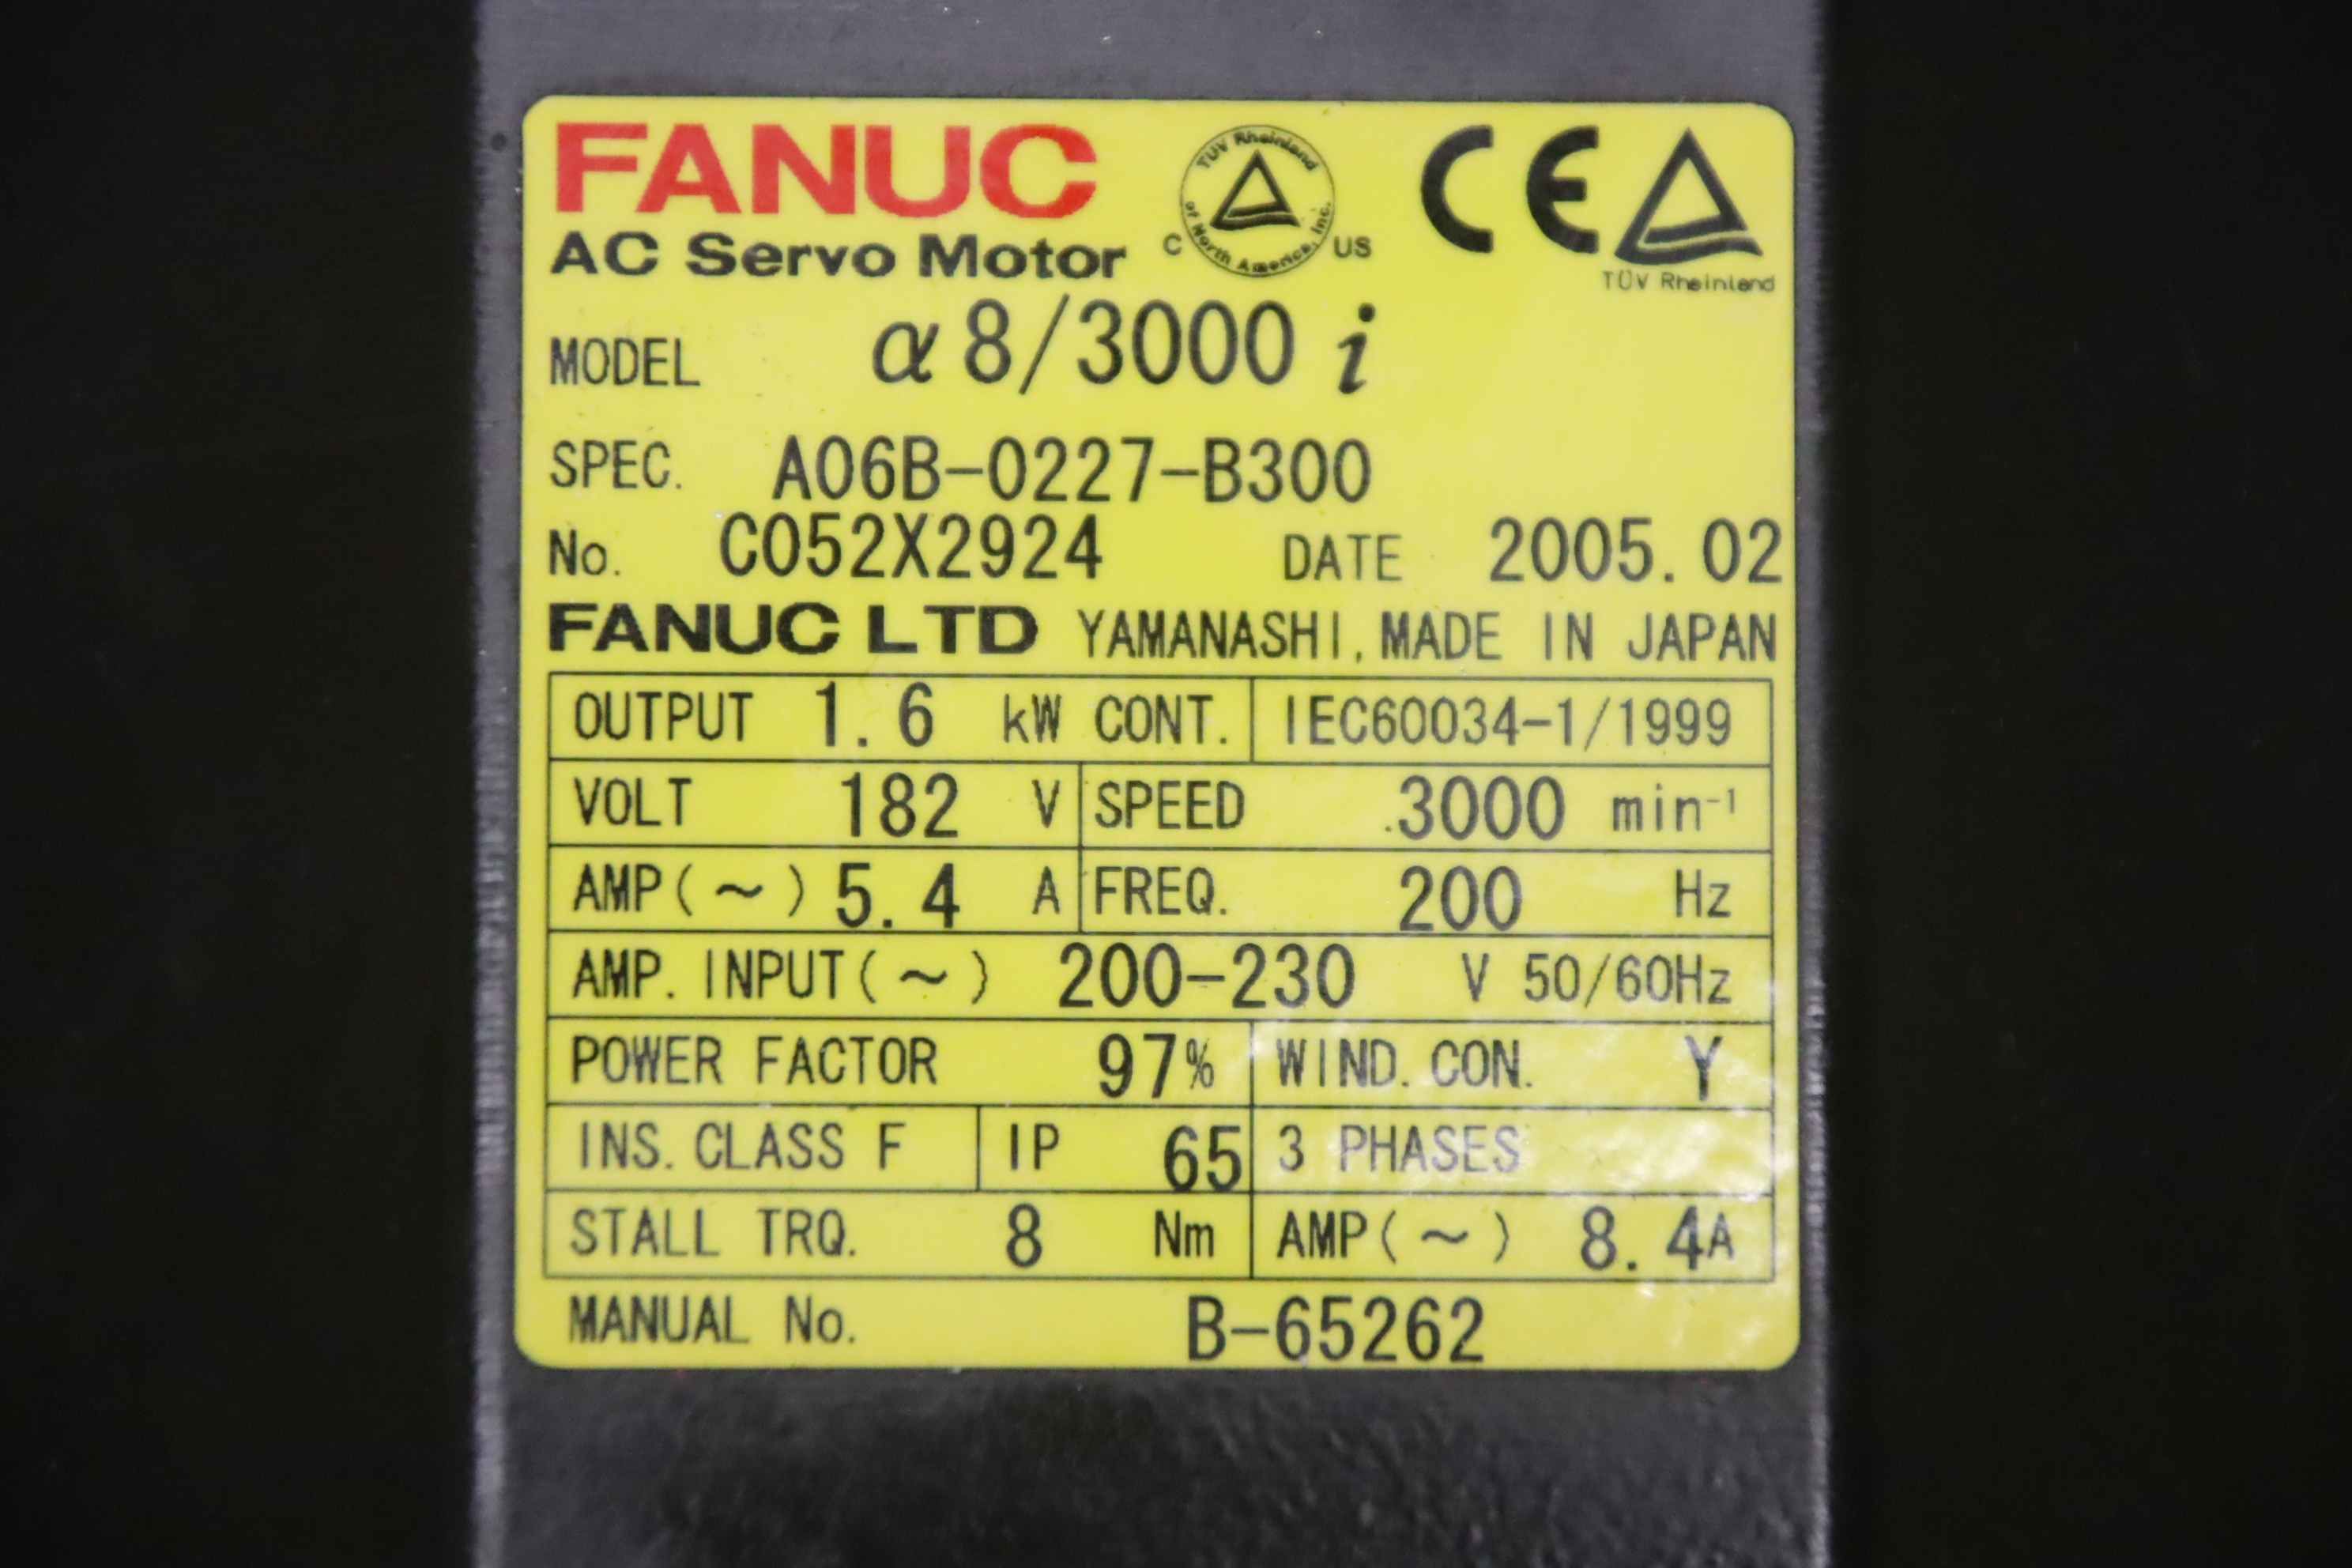 FANUC
AC Servo Motor
TÜV Rheinland
of North America, Inc.
C US
CE
TÜV Rheinland
MODEL α8/3000 i
SPEC. A06B-0227-B300
No. C052X2924 DATE 2005.02
FANUC LTD YAMANASHI, MADE IN JAPAN
OUTPUT 1.6 kW CONT. IEC60034-1/1999
VOLT 182 V SPEED 3000 min⁻¹
AMP(~) 5.4 A FREQ. 200 Hz
AMP. INPUT(~) 200-230 V 50/60Hz
POWER FACTOR 97% WIND. CON. Y
INS. CLASS F IP 65 3 PHASES
STALL TRQ. 8 Nm AMP(~) 8.4A
MANUAL No. B-65262